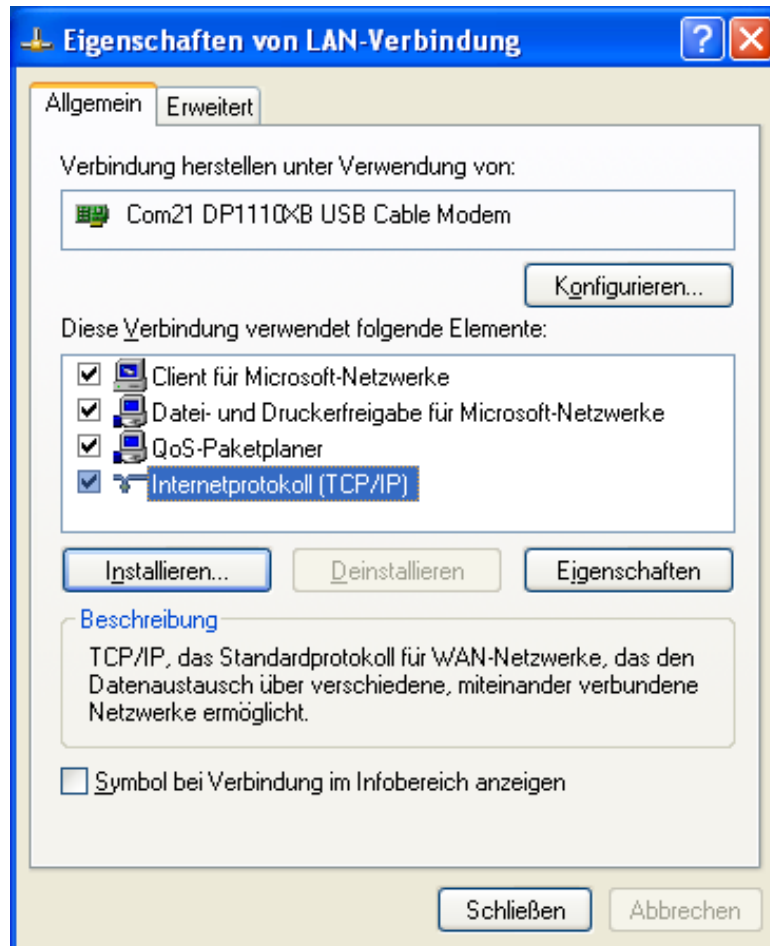 Eigenschaften von LAN-Verbindung
Allgemein
Erweitert
Verbindung herstellen unter Verwendung von:
Com21 DP1110XB USB Cable Modem
Konfigurieren...
Diese Verbindung verwendet folgende Elemente:
Client für Microsoft-Netzwerke
Datei- und Druckerfreigabe für Microsoft-Netzwerke
QoS-Paketplaner
Internetprotokoll (TCP/IP)
Installieren...
Deinstallieren
Eigenschaften
Beschreibung
TCP/IP, das Standardprotokoll für WAN-Netzwerke, das den
Datenaustausch über verschiedene, miteinander verbundene
Netzwerke ermöglicht.
Symbol bei Verbindung im Infobereich anzeigen
Schließen
Abbrechen